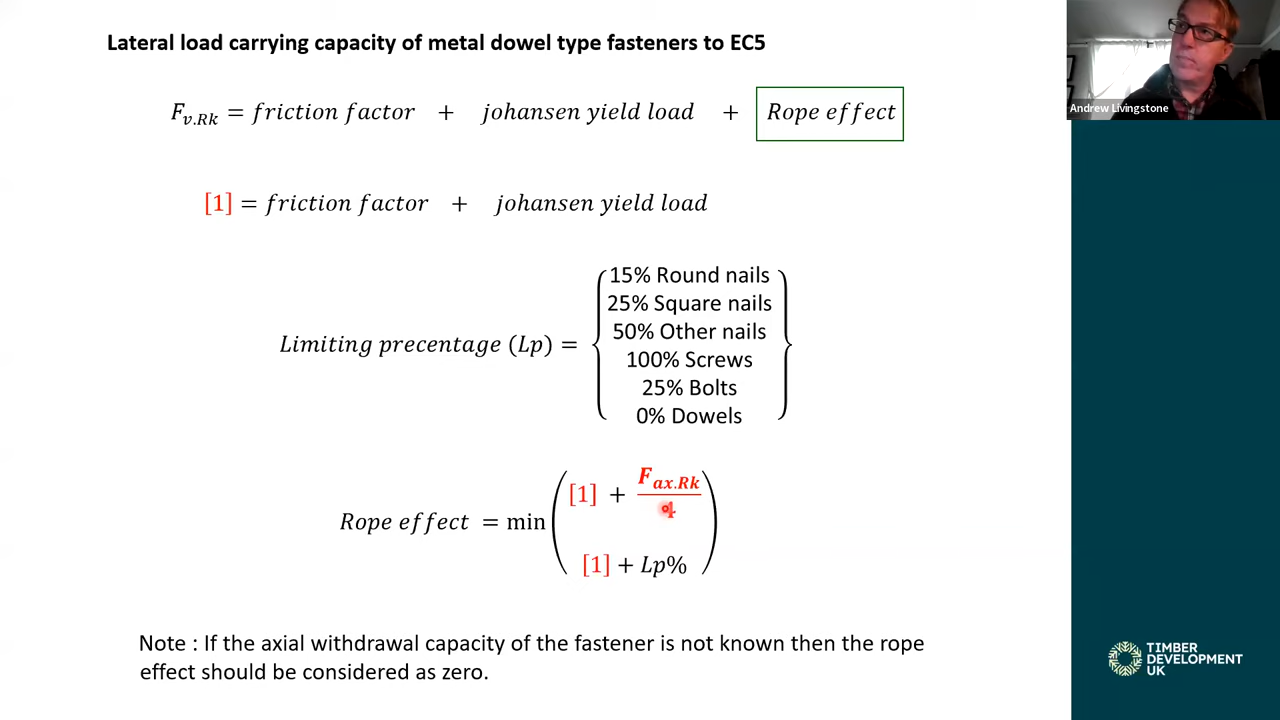 Lateral load carrying capacity of metal dowel type fasteners to EC5
F_{v.Rk} = friction factor + johansen yield load + Rope effect
Andrew Livingstone
[1] = friction factor + johansen yield load
15% Round nails
25% Square nails
50% Other nails
Limiting precentage (Lp) =
100% Screws
25% Bolts
0% Dowels
Rope effect = min ( [1] + F_{ax.Rk} / 4
[1] + Lp% )
Note : If the axial withdrawal capacity of the fastener is not known then the rope
effect should be considered as zero.
TIMBER
DEVELOPMENT
UK